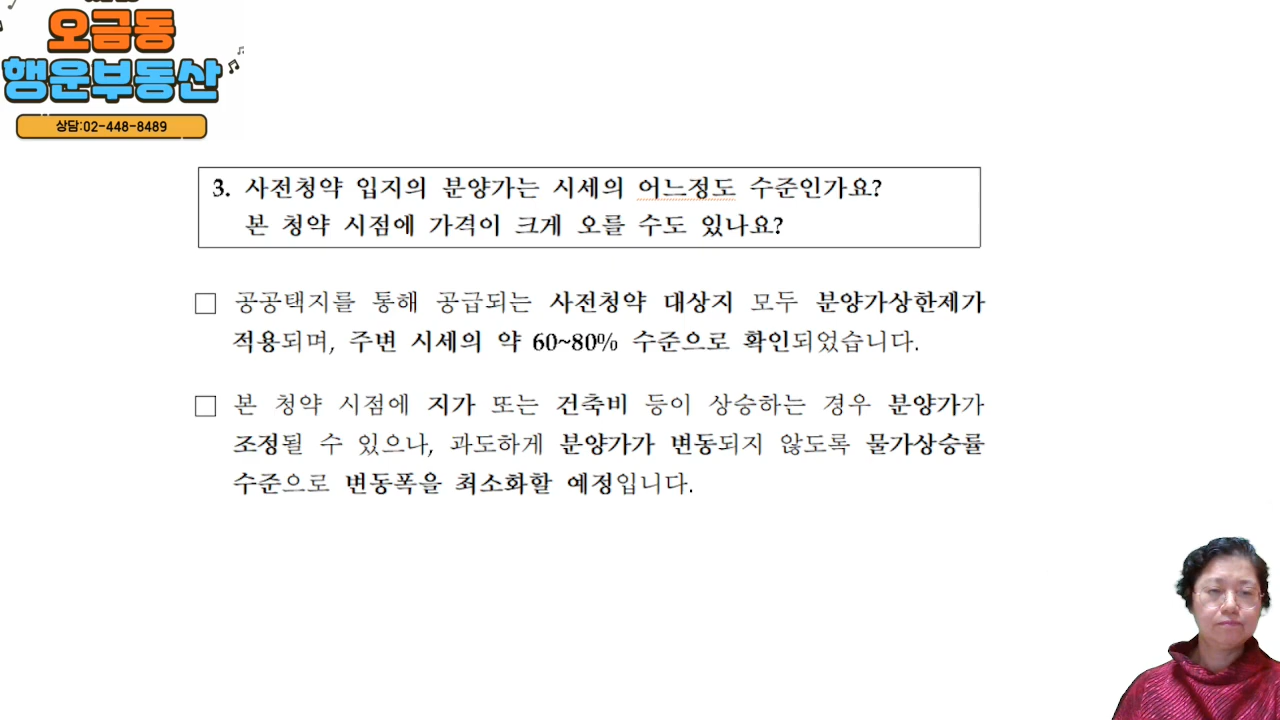 오금동
행운부동산
상담:02-448-8489
3. 사전청약 입지의 분양가는 시세의 어느정도 수준인가요?
본 청약 시점에 가격이 크게 오를 수도 있나요?
□ 공공택지를 통해 공급되는 사전청약 대상지 모두 분양가상한제가
적용되며, 주변 시세의 약 60~80% 수준으로 확인되었습니다.
□ 본 청약 시점에 지가 또는 건축비 등이 상승하는 경우 분양가가
조정될 수 있으나, 과도하게 분양가가 변동되지 않도록 물가상승률
수준으로 변동폭을 최소화할 예정입니다.